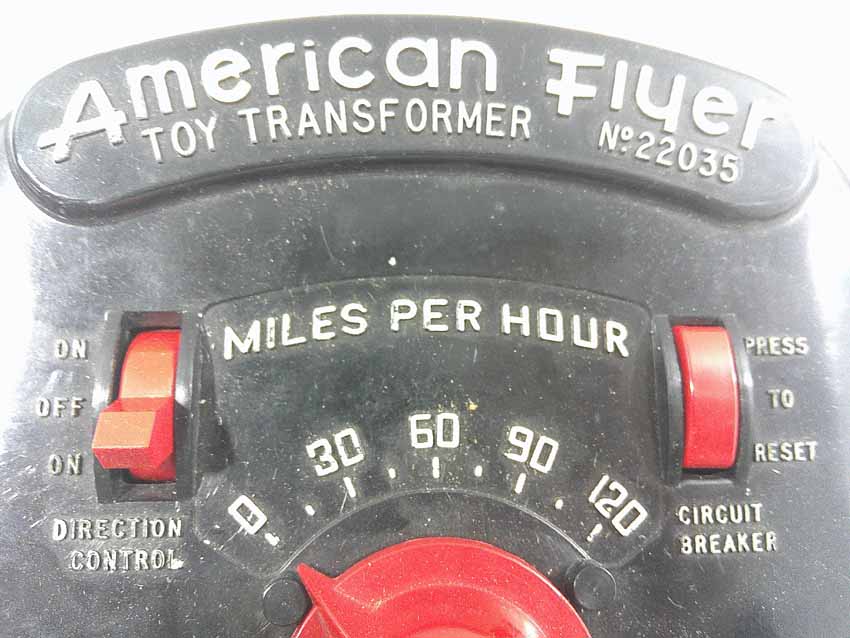 American Flyer
TOY TRANSFORMER Nº 22035
MILES PER HOUR
0 30 60 90 120
ON
OFF
ON
DIRECTION
CONTROL
PRESS
TO
RESET
CIRCUIT
BREAKER